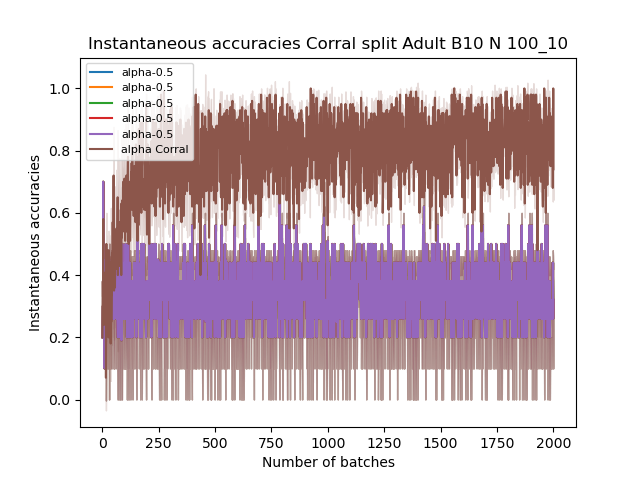 Instantaneous accuracies Corral split Adult B10 N 100_10
alpha-0.5
alpha-0.5
alpha-0.5
alpha-0.5
alpha-0.5
alpha Corral
Instantaneous accuracies
1.0
0.8
0.6
0.4
0.2
0.0
0 250 500 750 1000 1250 1500 1750 2000
Number of batches